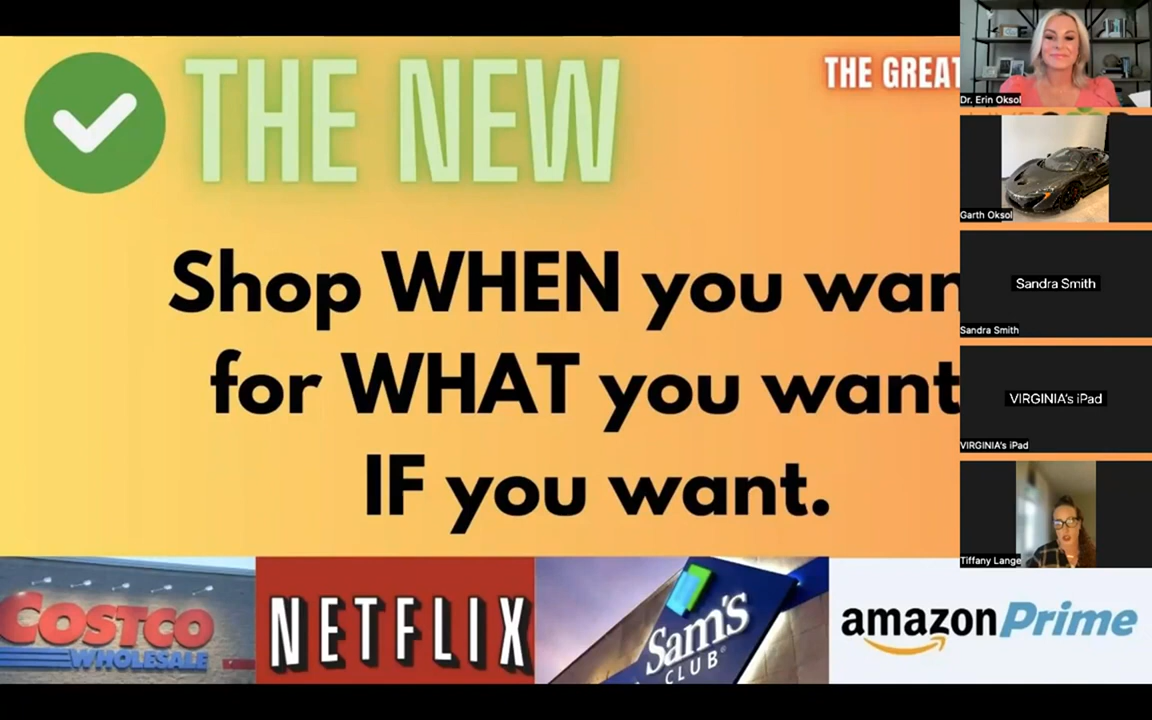 THE NEW
THE GREAT
Shop WHEN you wan
for WHAT you want
IF you want.
COSTCO
WHOLESALE
NETFLIX
Sam's
CLUB
amazon Prime
Dr. Erin Oksol
Garth Oksol
Sandra Smith
Sandra Smith
VIRGINIA's iPad
VIRGINIA's iPad
Tiffany Lange